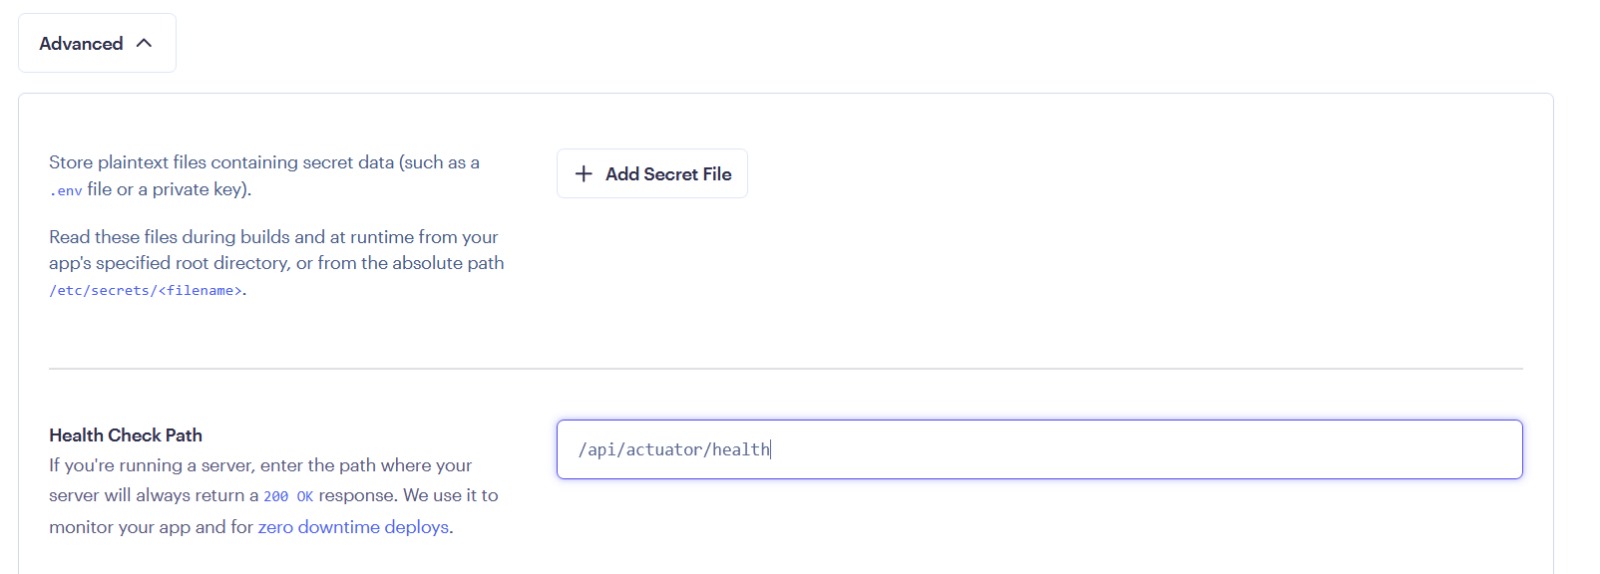 Advanced
Store plaintext files containing secret data (such as a
.env file or a private key).
Add Secret File
Read these files during builds and at runtime from your
app's specified root directory, or from the absolute path
/etc/secrets/<filename>.
Health Check Path
/api/actuator/health
If you're running a server, enter the path where your
server will always return a 200 OK response. We use it to
monitor your app and for zero downtime deploys.